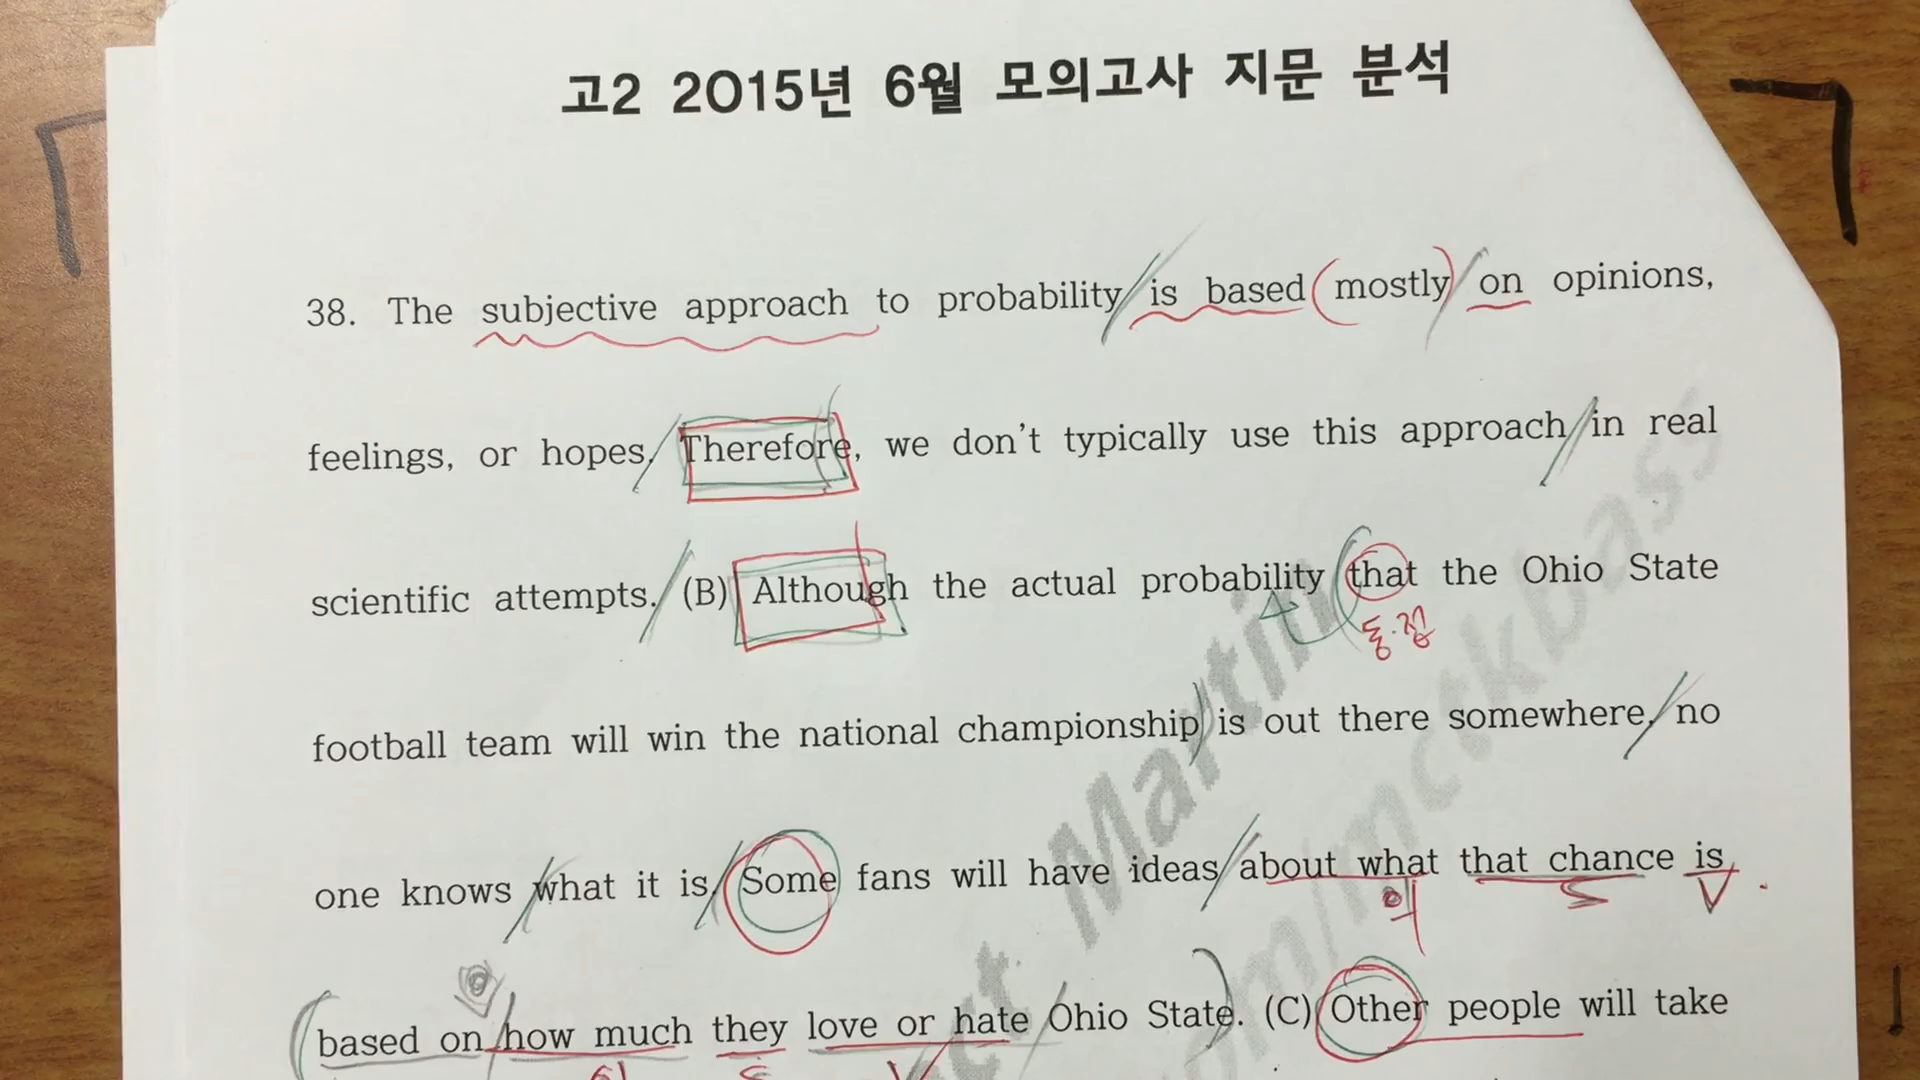 고2 2015년 6월 모의고사 지문 분석
38. The subjective approach to probability is based mostly on opinions,
feelings, or hopes. Therefore, we don't typically use this approach in real
scientific attempts. (B) Although the actual probability that the Ohio State
동·접
football team will win the national championship is out there somewhere, no
one knows what it is. Some fans will have ideas about what that chance is
의 S V
based on how much they love or hate Ohio State. (C) Other people will take
S V
Martin